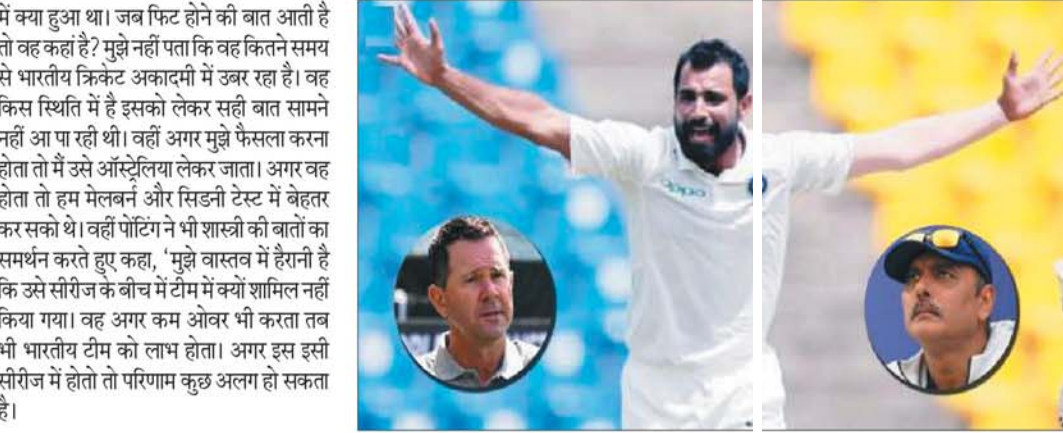 में क्या हुआ था। जब फिट होने की बात आती है
तो वह कहां है? मुझे नहीं पता कि वह कितने समय
से भारतीय क्रिकेट अकादमी में उबर रहा है। वह
किस स्थिति में है इसको लेकर सही बात सामने
नहीं आ पा रही थी। वहीं अगर मुझे फैसला करना
होता तो मैं उसे ऑस्ट्रेलिया लेकर जाता। अगर वह
होता तो हम मेलबर्न और सिडनी टेस्ट में बेहतर
कर सको थे। वहीं पोंटिंग ने भी शास्त्री की बातों का
समर्थन करते हुए कहा, 'मुझे वास्तव में हैरानी है
कि उसे सीरीज के बीच में टीम में क्यों शामिल नहीं
किया गया। वह अगर कम ओवर भी करता तब
भी भारतीय टीम को लाभ होता। अगर इस इसी
सीरीज में होतो तो परिणाम कुछ अलग हो सकता
है।
oppo